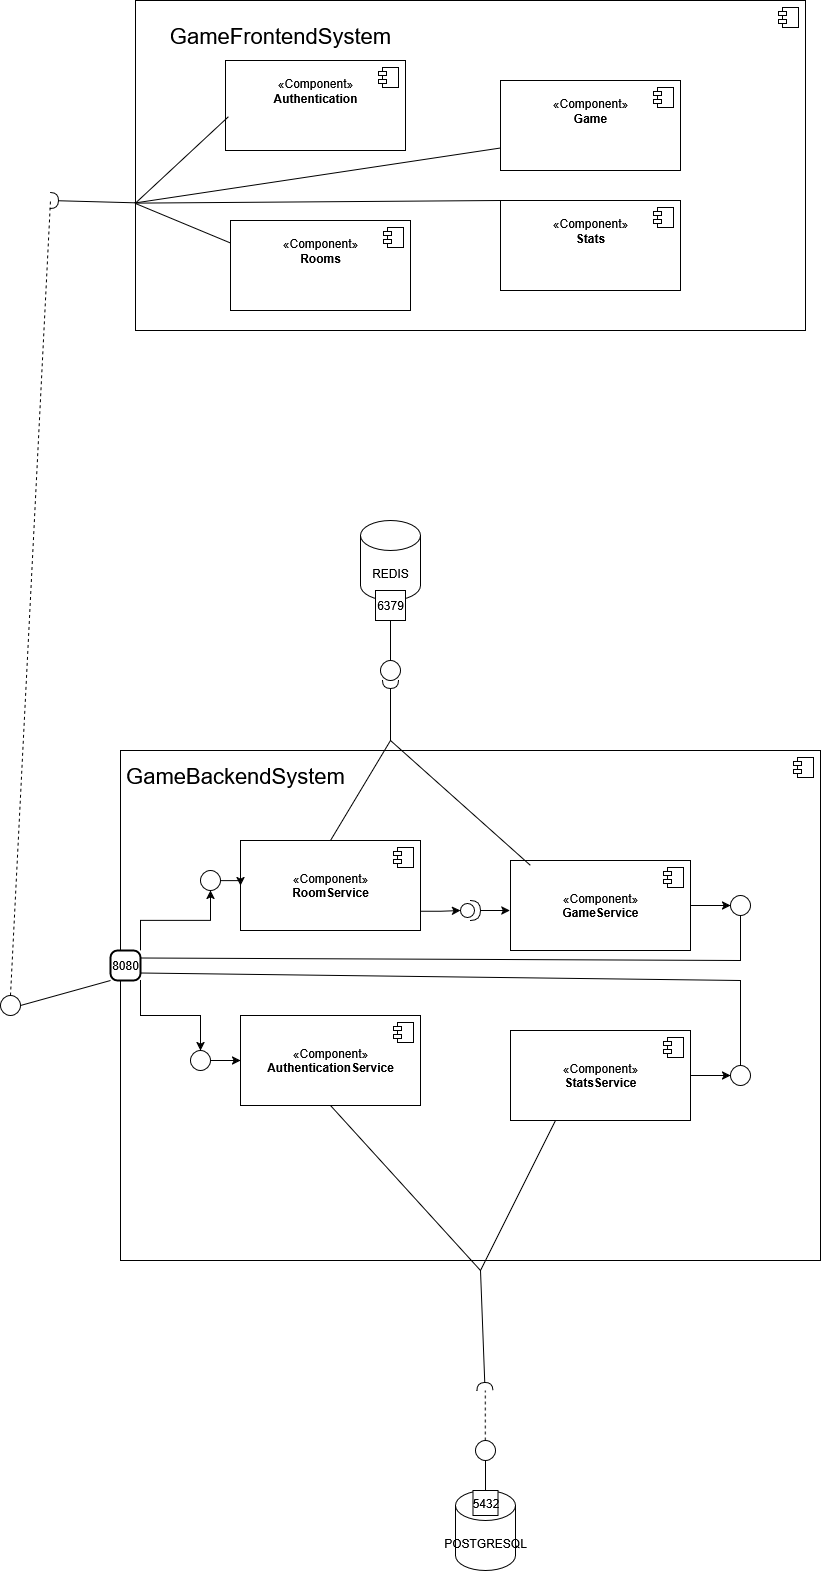 GameFrontendSystem
«Component»
Authentication
«Component»
Game
«Component»
Rooms
«Component»
Stats
REDIS
6379
GameBackendSystem
«Component»
RoomService
«Component»
GameService
8080
«Component»
AuthenticationService
«Component»
StatsService
5432
POSTGRESQL